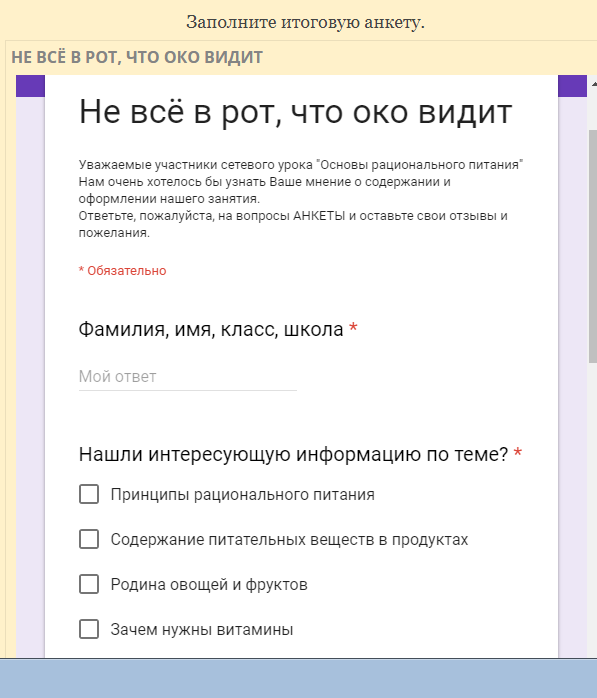 Заполните итоговую анкету.
НЕ ВСЁ В РОТ, ЧТО ОКО ВИДИТ
Не всё в рот, что око видит
Уважаемые участники сетевого урока "Основы рационального питания"
Нам очень хотелось бы узнать Ваше мнение о содержании и
оформлении нашего занятия.
Ответьте, пожалуйста, на вопросы АНКЕТЫ и оставьте свои отзывы и
пожелания.
* Обязательно
Фамилия, имя, класс, школа *
Мой ответ
Нашли интересующую информацию по теме? *
Принципы рационального питания
Содержание питательных веществ в продуктах
Родина овощей и фруктов
Зачем нужны витамины